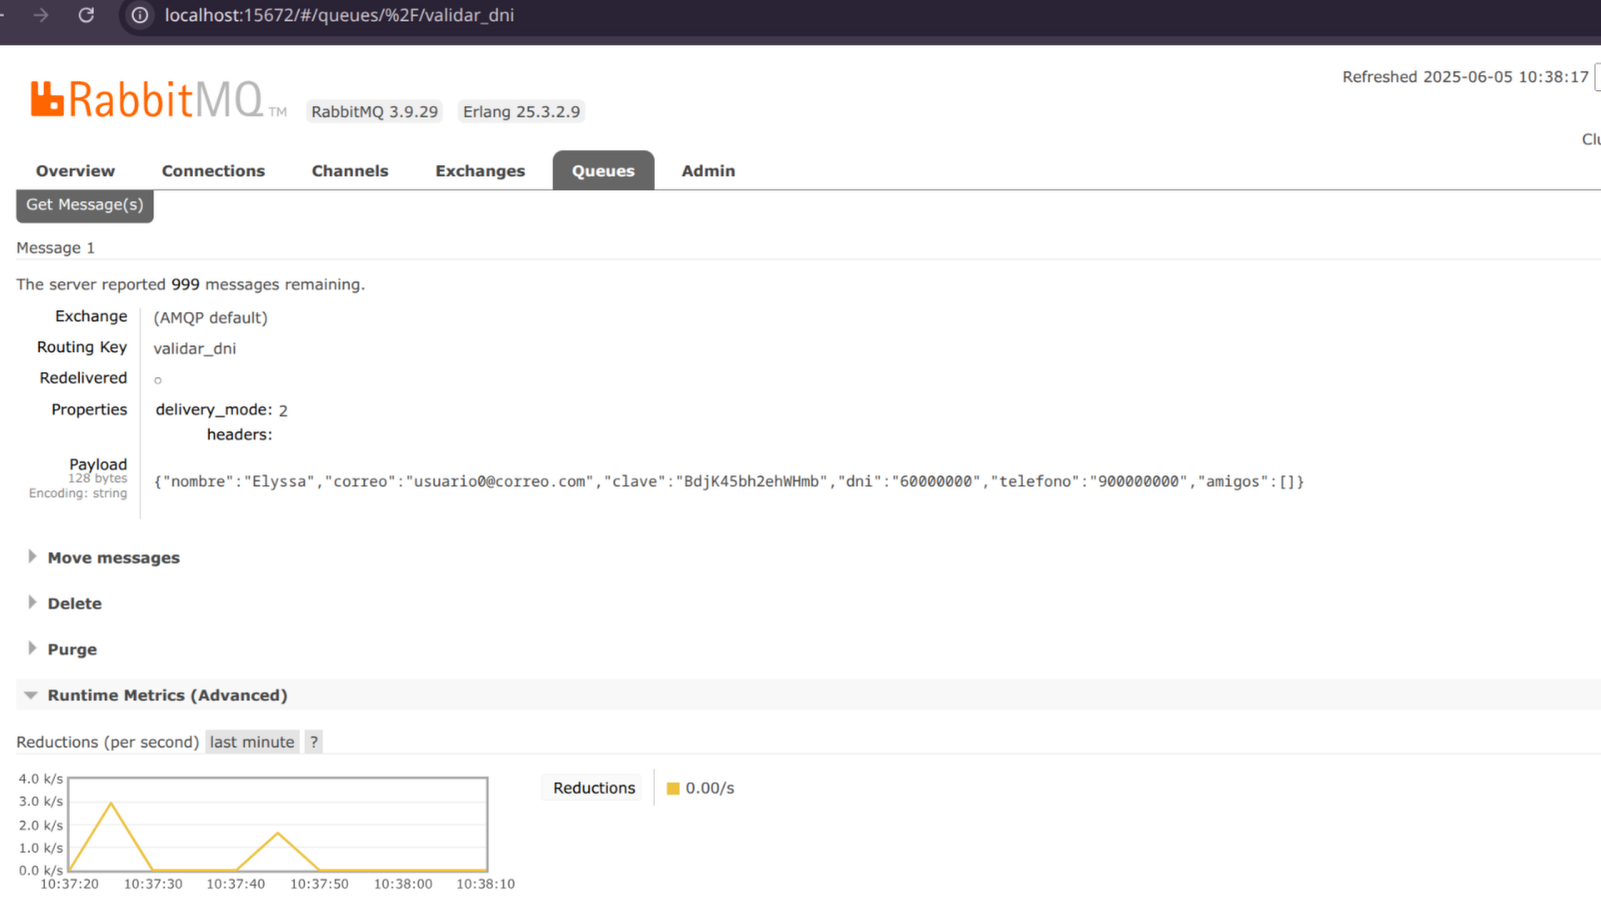 localhost:15672/#/queues/%2F/validar_dni
Refreshed 2025-06-05 10:38:17
RabbitMQ TM RabbitMQ 3.9.29 Erlang 25.3.2.9
Clu
Overview Connections Channels Exchanges Queues Admin
Get Message(s)
Message 1
The server reported 999 messages remaining.
Exchange (AMQP default)
Routing Key validar_dni
Redelivered ○
Properties delivery_mode: 2
headers:
Payload
128 bytes
Encoding: string
{"nombre":"Elyssa","correo":"usuario0@correo.com","clave":"BdjK45bh2ehWHmb","dni":"60000000","telefono":"900000000","amigos":[]}
Move messages
Delete
Purge
Runtime Metrics (Advanced)
Reductions (per second) last minute ?
4.0 k/s
3.0 k/s
2.0 k/s
1.0 k/s
0.0 k/s
10:37:20 10:37:30 10:37:40 10:37:50 10:38:00 10:38:10
Reductions 0.00/s